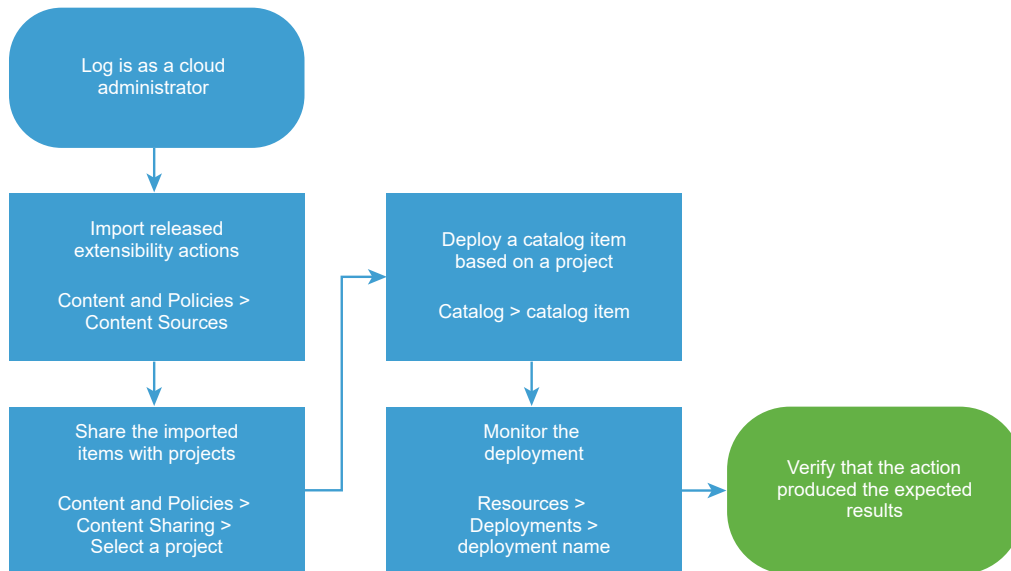 Log is as a cloud
administrator
Import released
extensibility actions
Content and Policies >
Content Sources
Share the imported
items with projects
Content and Policies >
Content Sharing >
Select a project
Deploy a catalog item
based on a project
Catalog > catalog item
Monitor the
deployment
Resources >
Deployments >
deployment name
Verify that the action
produced the expected
results